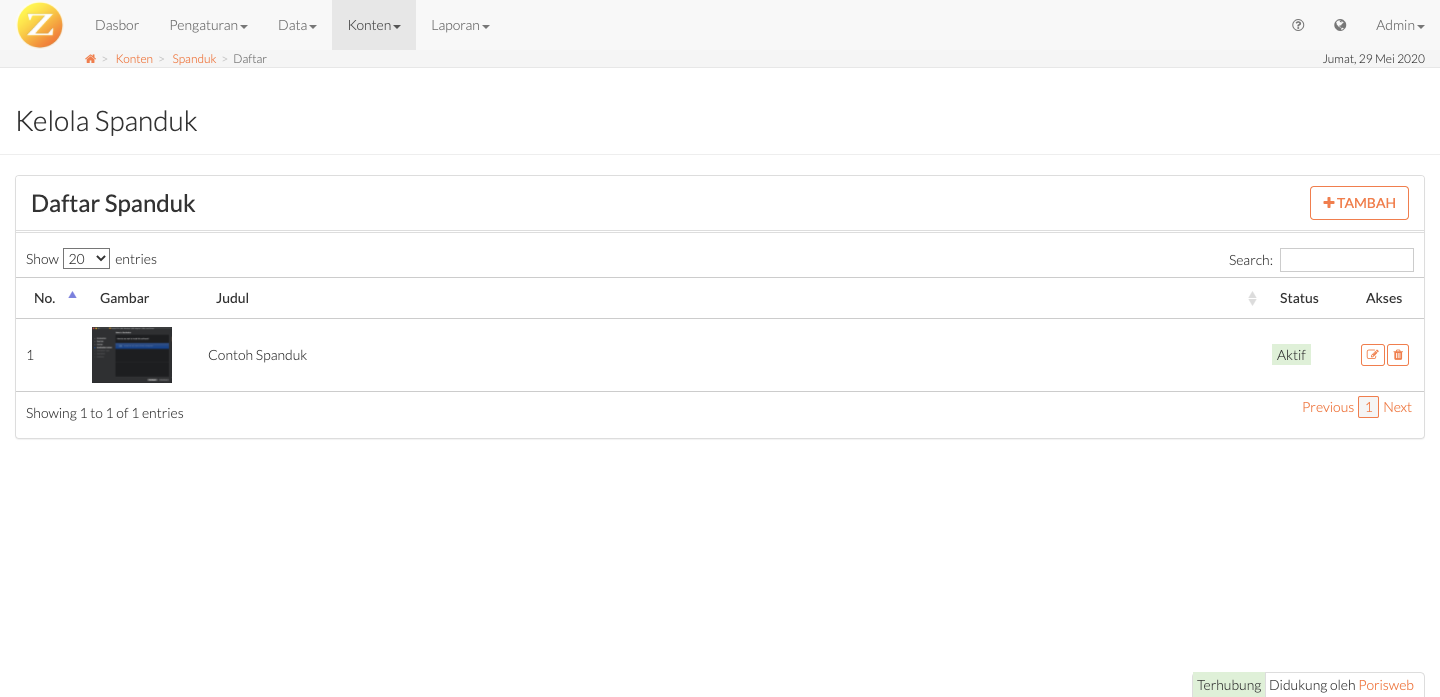 Z Dasbor Pengaturan Data Konten Laporan Admin
> Konten > Spanduk > Daftar Jumat, 29 Mei 2020
Kelola Spanduk
Daftar Spanduk TAMBAH
Show 20 entries Search:
No. Gambar Judul Status Akses
1 Contoh Spanduk Aktif
Showing 1 to 1 of 1 entries Previous 1 Next
Terhubung Didukung oleh Porisweb